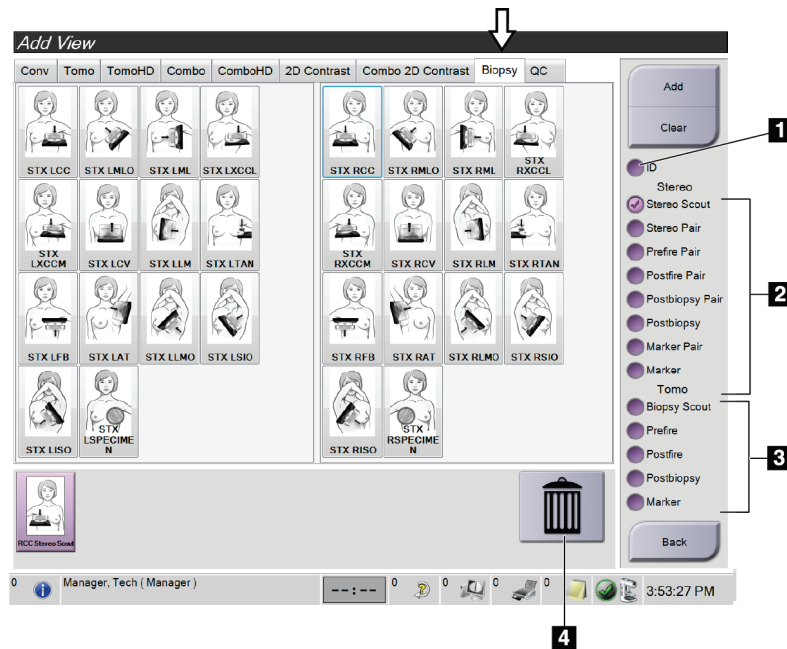 Add View
Conv Tomo TomoHD Combo ComboHD 2D Contrast Combo 2D Contrast Biopsy QC
STX LCC STX LMLO STX LML STX LXCCL
STX RCC STX RMLO STX RML STX
RXCCL
STX
LXCCM STX LCV STX LLM STX LTAN
STX
RXCCM STX RCV STX RLM STX RTAN
STX LFB STX LAT STX LLMO STX LSIO
STX RFB STX RAT STX RLMO STX RSIO
STX LISO STX
LSPECIME
N
STX RISO STX
RSPECIME
N
Add
Clear
1
ID
Stereo
Stereo Scout
Stereo Pair
Prefire Pair
Postfire Pair
Postbiopsy Pair
Postbiopsy
Marker Pair
Marker
2
Tomo
Biopsy Scout
Prefire
Postfire
Postbiopsy
Marker
3
Back
RCC Stereo Scout
0 Manager, Tech ( Manager ) --:-- 0 0 0 0 3:53:27 PM
4